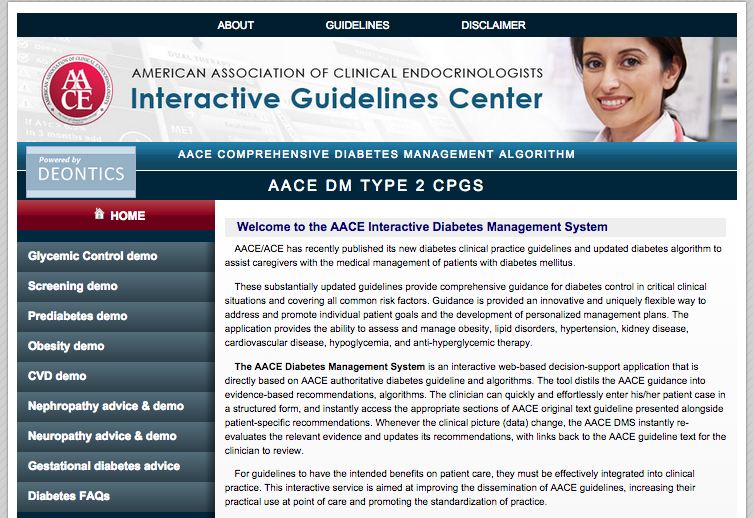 ABOUT GUIDELINES DISCLAIMER
AACE
AMERICAN ASSOCIATION OF CLINICAL ENDOCRINOLOGISTS
Interactive Guidelines Center
Powered by
DEONTICS
AACE COMPREHENSIVE DIABETES MANAGEMENT ALGORITHM
AACE DM TYPE 2 CPGS
HOME
Glycemic Control demo
Screening demo
Prediabetes demo
Obesity demo
CVD demo
Nephropathy advice & demo
Neuropathy advice & demo
Gestational diabetes advice
Diabetes FAQs
Welcome to the AACE Interactive Diabetes Management System
AACE/ACE has recently published its new diabetes clinical practice guidelines and updated diabetes algorithm to
assist caregivers with the medical management of patients with diabetes mellitus.
These substantially updated guidelines provide comprehensive guidance for diabetes control in critical clinical
situations and covering all common risk factors. Guidance is provided an innovative and uniquely flexible way to
address and promote individual patient goals and the development of personalized management plans. The
application provides the ability to assess and manage obesity, lipid disorders, hypertension, kidney disease,
cardiovascular disease, hypoglycemia, and anti-hyperglycemic therapy.
The AACE Diabetes Management System is an interactive web-based decision-support application that is
directly based on AACE authoritative diabetes guideline and algorithms. The tool distils the AACE guidance into
evidence-based recommendations, algorithms. The clinician can quickly and effortlessly enter his/her patient case in
a structured form, and instantly access the appropriate sections of AACE original text guideline presented alongside
patient-specific recommendations. Whenever the clinical picture (data) change, the AACE DMS instantly re-
evaluates the relevant evidence and updates its recommendations, with links back to the AACE guideline text for the
clinician to review.
For guidelines to have the intended benefits on patient care, they must be effectively integrated into clinical
practice. This interactive service is aimed at improving the dissemination of AACE guidelines, increasing their
practical use at point of care and promoting the standardization of practice.